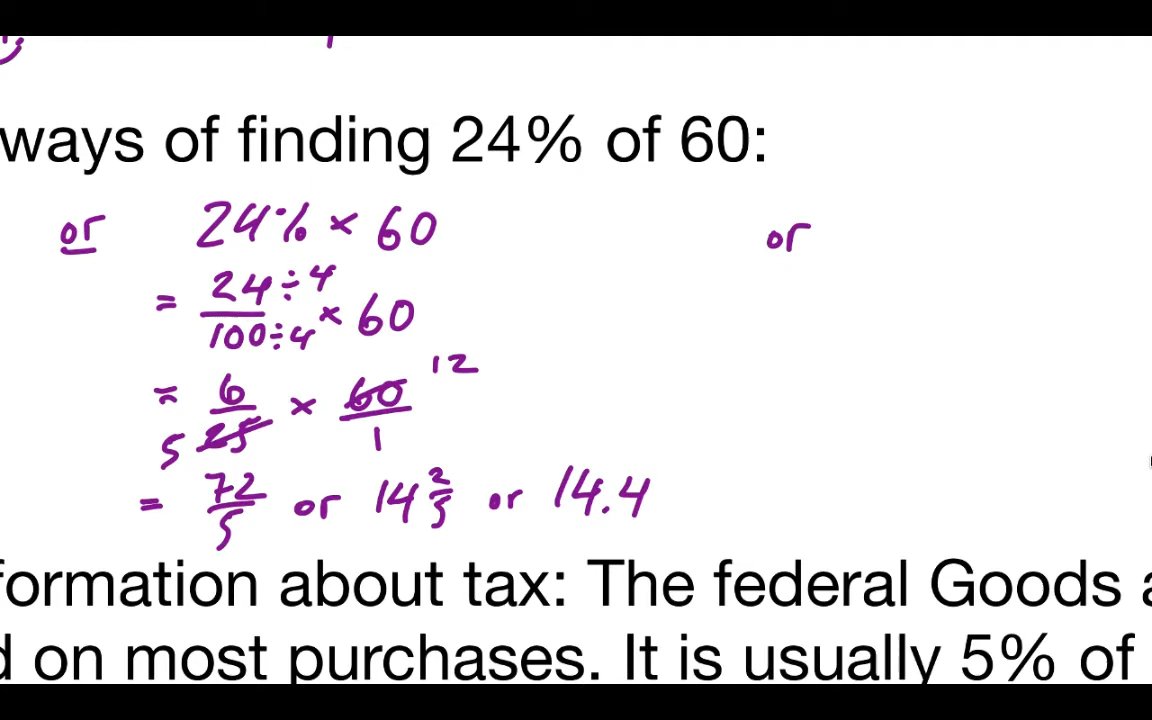 ways of finding 24% of 60:
or 24% × 60 or
= 24÷4 / 100÷4 × 60
= 6 / 25 × 60 / 1 12
5
= 72/5 or 14 2/5 or 14.4
formation about tax: The federal Goods a
d on most purchases. It is usually 5% of